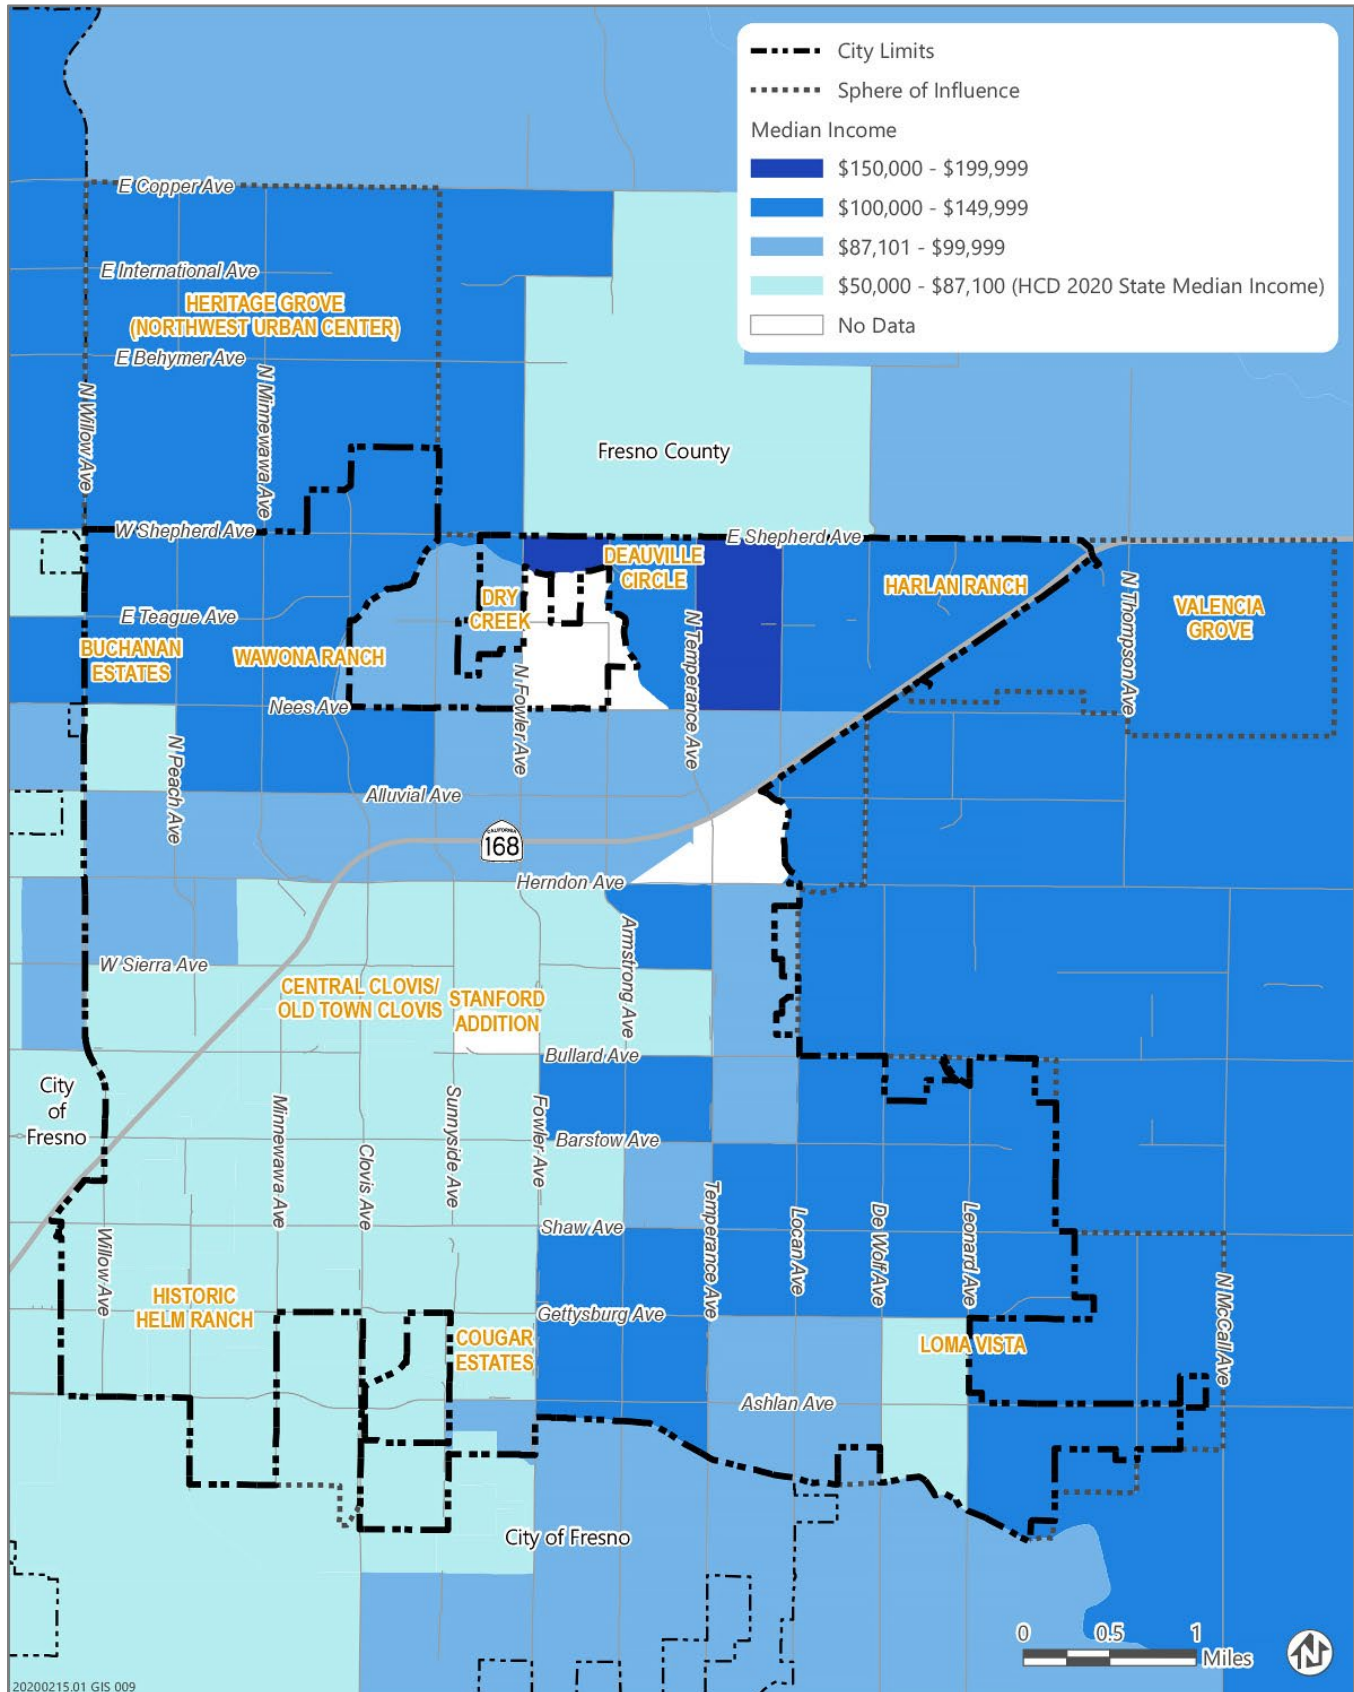 City Limits
Sphere of Influence
Median Income
$150,000 - $199,999
$100,000 - $149,999
$87,101 - $99,999
$50,000 - $87,100 (HCD 2020 State Median Income)
No Data
E Copper Ave
E International Ave
HERITAGE GROVE
(NORTHWEST URBAN CENTER)
E Behymer Ave
N Willow Ave
N Minnewawa Ave
Fresno County
W Shepherd Ave
E Shepherd Ave
DEAUVILLE
CIRCLE
HARLAN RANCH
DRY
CREEK
N Thompson Ave
VALENCIA
GROVE
E Teague Ave
BUCHANAN
ESTATES
WAWONA RANCH
N Temperance Ave
N Fowler Ave
Nees Ave
N Peach Ave
Alluvial Ave
CALIFORNIA
168
Herndon Ave
Armstrong Ave
W Sierra Ave
CENTRAL CLOVIS/
OLD TOWN CLOVIS
STANFORD
ADDITION
Bullard Ave
City
of
Fresno
Minnewawa Ave
Clovis Ave
Sunnyside Ave
Fowler Ave
Barstow Ave
Temperance Ave
Locan Ave
De Wolf Ave
Leonard Ave
Shaw Ave
Willow Ave
N McCall Ave
HISTORIC
HELM RANCH
Gettysburg Ave
COUGAR
ESTATES
LOMA VISTA
Ashlan Ave
City of Fresno
0 0.5 1
Miles
N
20200215.01 GIS 009